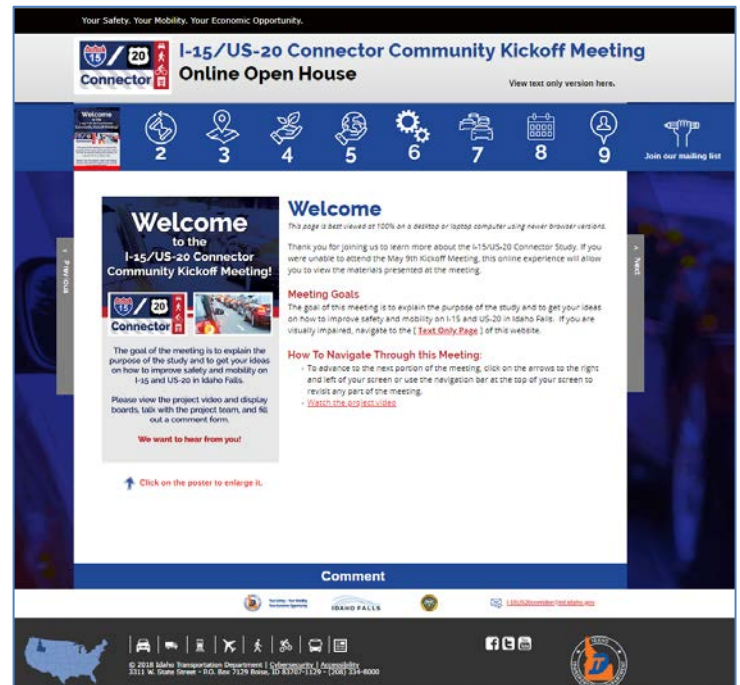 Your Safety. Your Mobility. Your Economic Opportunity.
I-15/US-20 Connector Community Kickoff Meeting
Online Open House
View text only version here.
15 / 20
Connector
Welcome
2
3
4
5
6
7
8
9
Join our mailing list
< Previous
> Next
Welcome
to the
I-15/US-20 Connector
Community Kickoff Meeting!
15 / 20
Connector
The goal of the meeting is to explain the
purpose of the study and to get your ideas
on how to improve safety and mobility on
I-15 and US-20 in Idaho Falls.
Please view the project video and display
boards, talk with the project team, and fill
out a comment form.
We want to hear from you!
Click on the poster to enlarge it.
Welcome
This page is best viewed at 100% on a desktop or laptop computer using newer browser versions.
Thank you for joining us to learn more about the I-15/US-20 Connector Study. If you
were unable to attend the May 9th Kickoff Meeting, this online experience will allow
you to view the materials presented at the meeting.
Meeting Goals
The goal of this meeting is to explain the purpose of the study and to get your ideas
on how to improve safety and mobility on I-15 and US-20 in Idaho Falls. If you are
visually impaired, navigate to the [ Text Only Page ] of this website.
How To Navigate Through this Meeting:
- To advance to the next portion of the meeting, click on the arrows to the right
and left of your screen or use the navigation bar at the top of your screen to
revisit any part of the meeting.
- Watch the project video
Comment
IDAHO FALLS
© 2018 Idaho Transportation Department | Cybersecurity | Accessibility
3311 W. State Street - P.O. Box 7129 Boise, ID 83707-1129 - (208) 334-8000